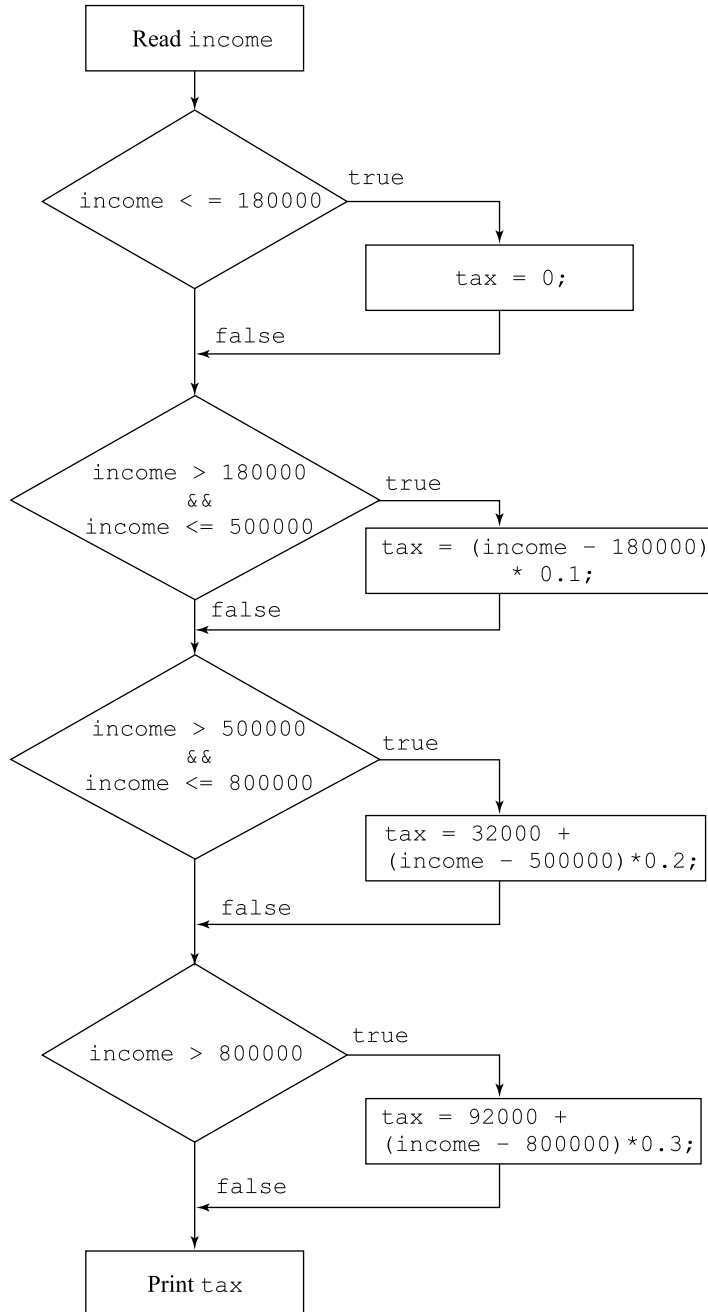 Read income
income < = 180000
true
tax = 0;
false
income > 180000
&&
income <= 500000
true
tax = (income – 180000)
* 0.1;
false
income > 500000
&&
income <= 800000
true
tax = 32000 +
(income – 500000)*0.2;
false
income > 800000
true
tax = 92000 +
(income – 800000)*0.3;
false
Print tax